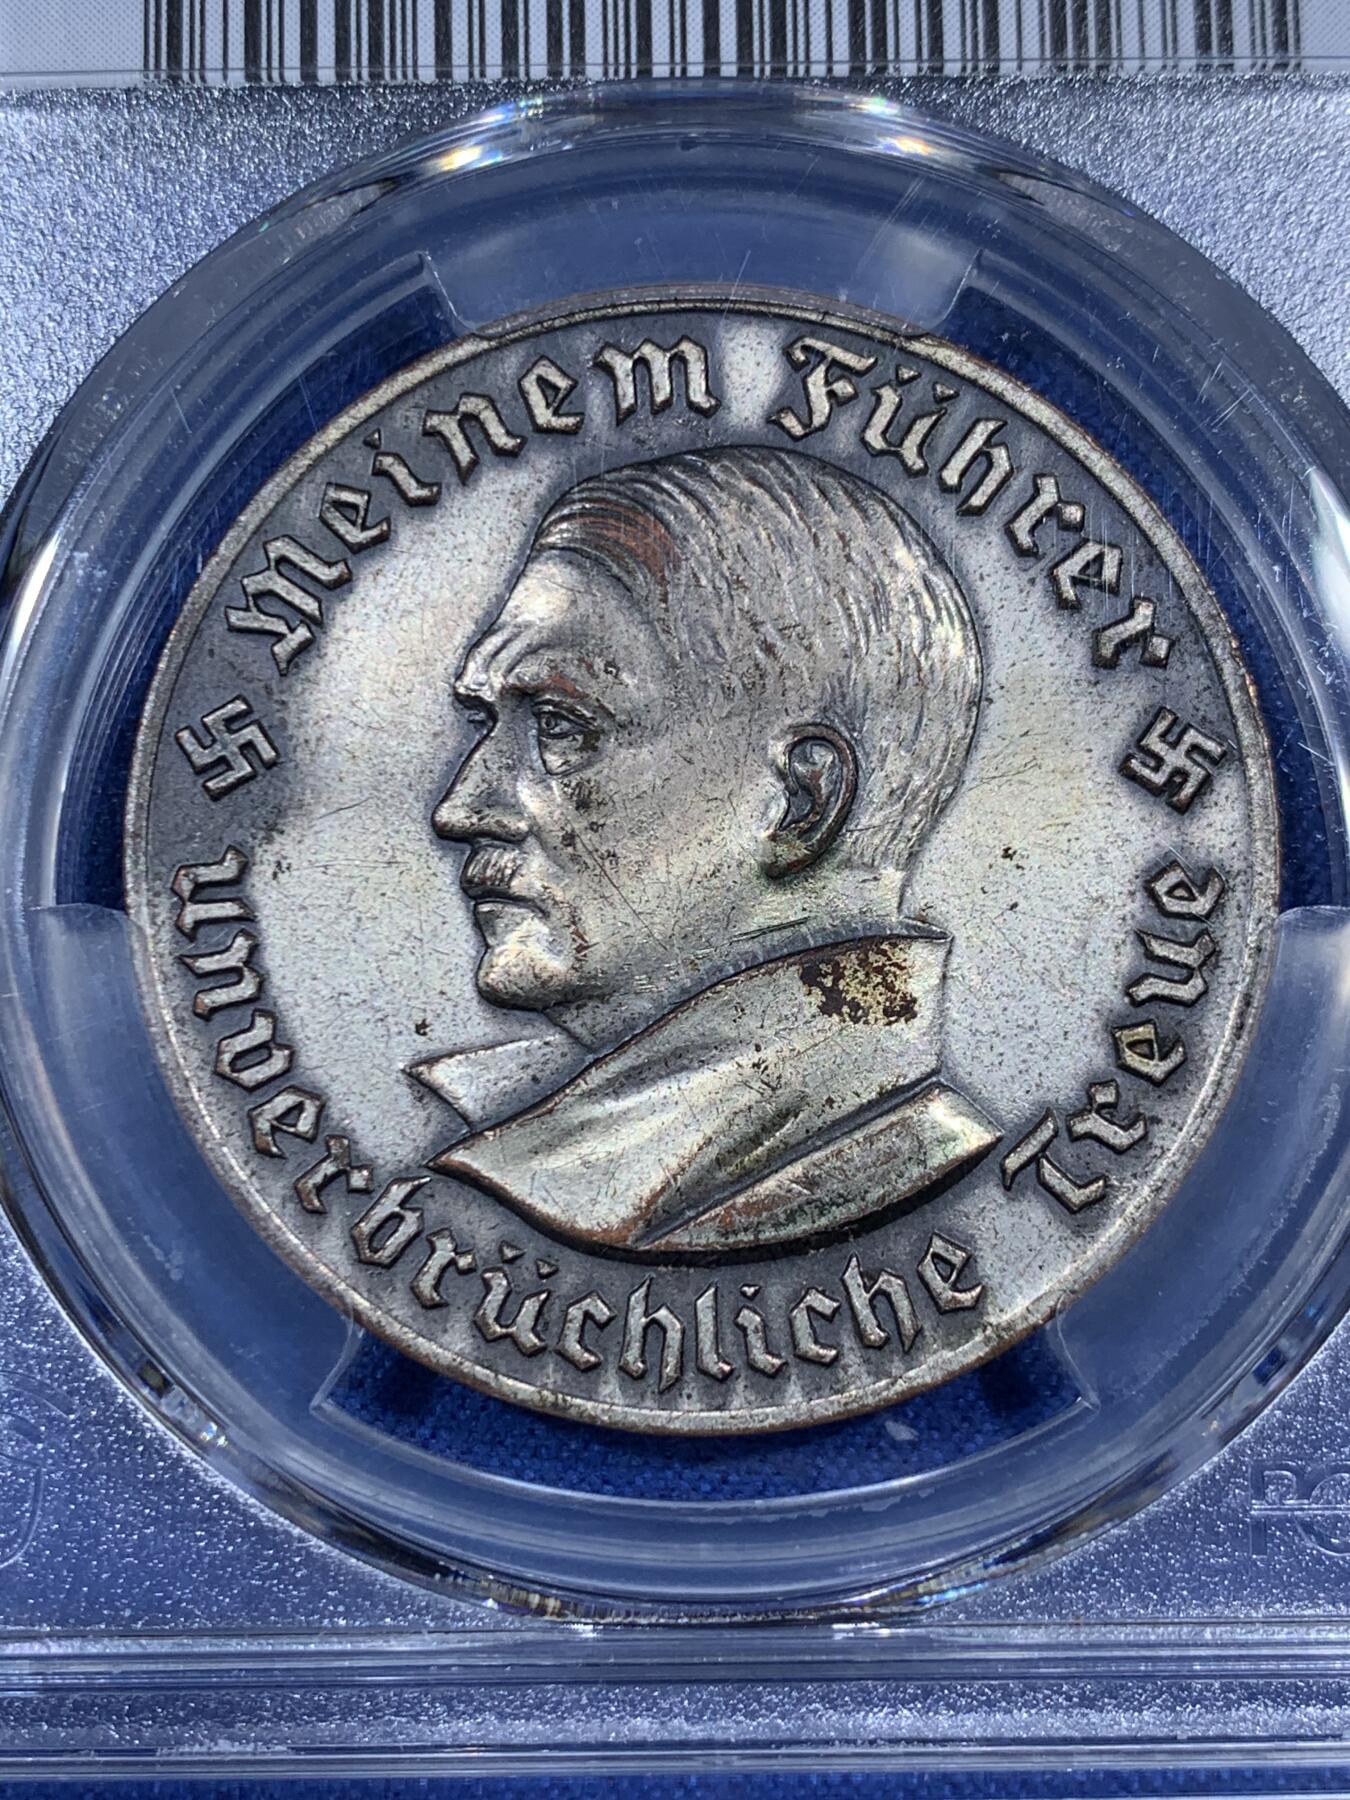 Meinem Führer
unverbrüchliche Treue